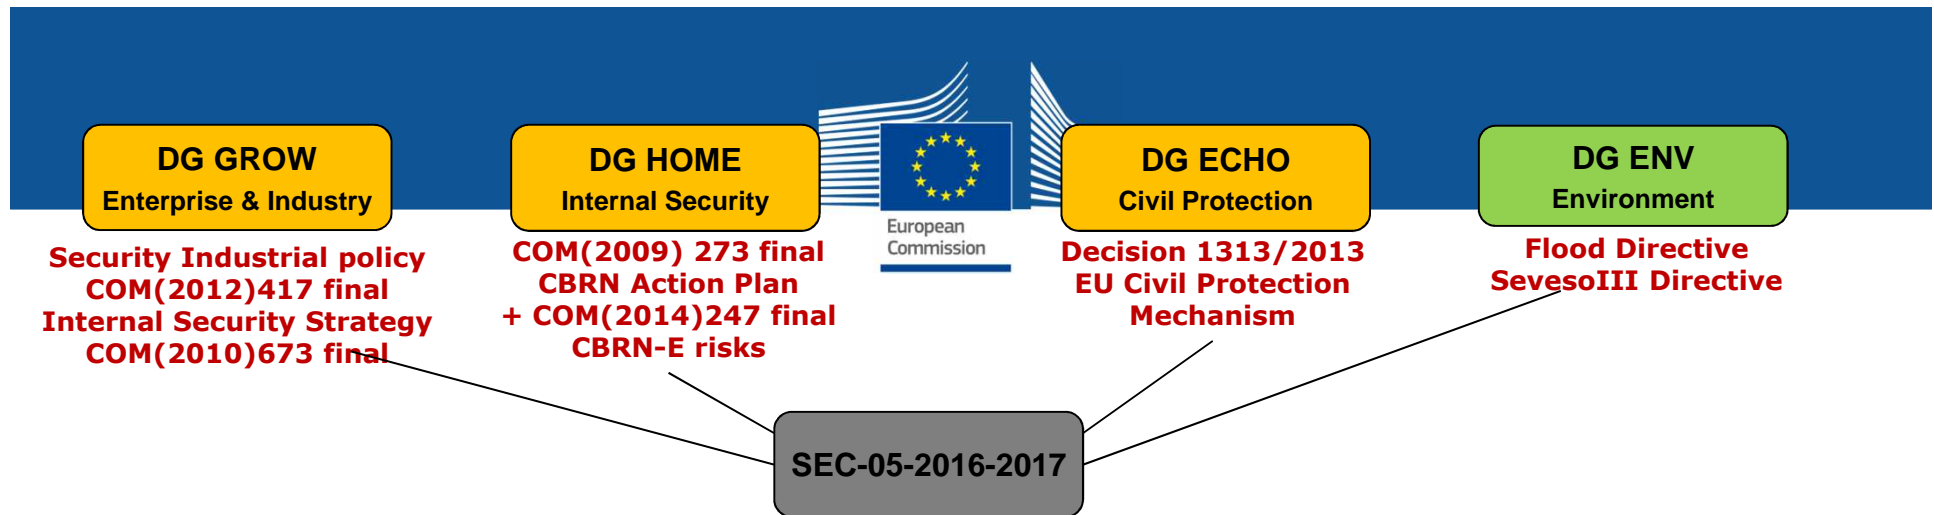 DG GROW
Enterprise & Industry
Security Industrial policy
COM(2012)417 final
Internal Security Strategy
COM(2010)673 final
DG HOME
Internal Security
COM(2009) 273 final
CBRN Action Plan
+ COM(2014)247 final
CBRN-E risks
European
Commission
DG ECHO
Civil Protection
Decision 1313/2013
EU Civil Protection
Mechanism
DG ENV
Environment
Flood Directive
SevesoIII Directive
SEC-05-2016-2017